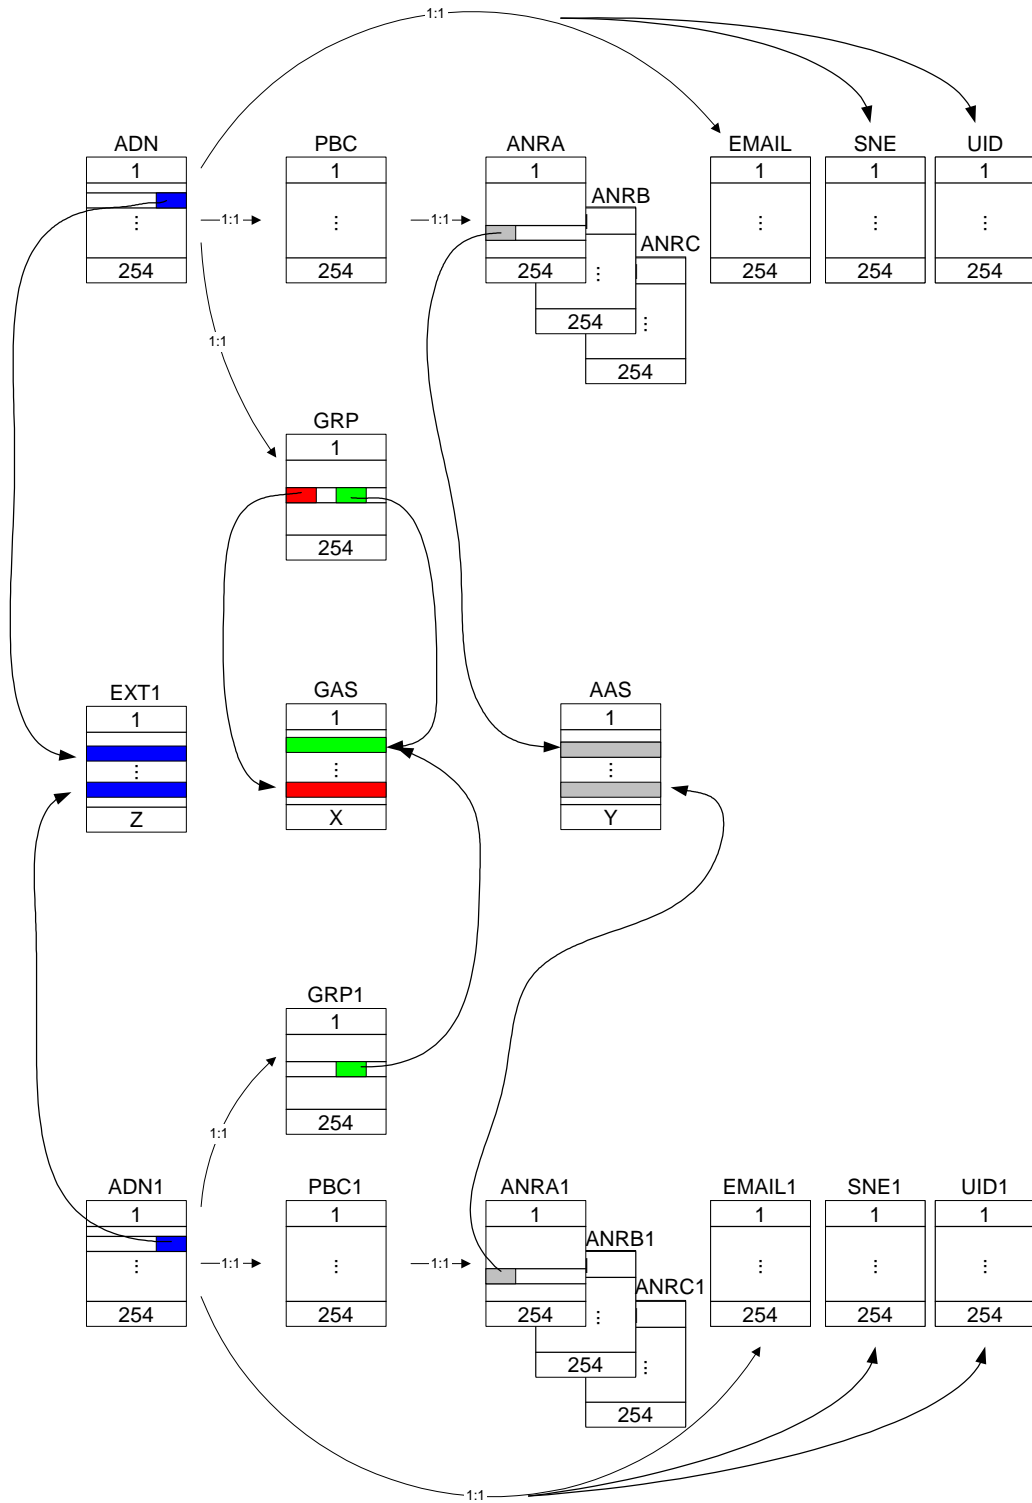 1:1
ADN PBC ANRA EMAIL SNE UID
1 1 1 1 1 1
ANRB
⋮ 1:1 ⋮ 1:1
ANRC ⋮ ⋮ ⋮
254 254 254 ⋮ 254 254 254
254 ⋮
1:1
254
GRP
1
254
EXT1 GAS AAS
1 1 1
⋮ ⋮ ⋮
Z X Y
GRP1
1
254
1:1
ADN1 PBC1 ANRA1 EMAIL1 SNE1 UID1
1 1 1 1 1 1
ANRB1
⋮ 1:1 ⋮ 1:1 ⋮ ⋮ ⋮
ANRC1
254 254 254 ⋮ 254 254 254
254 ⋮
254
1:1